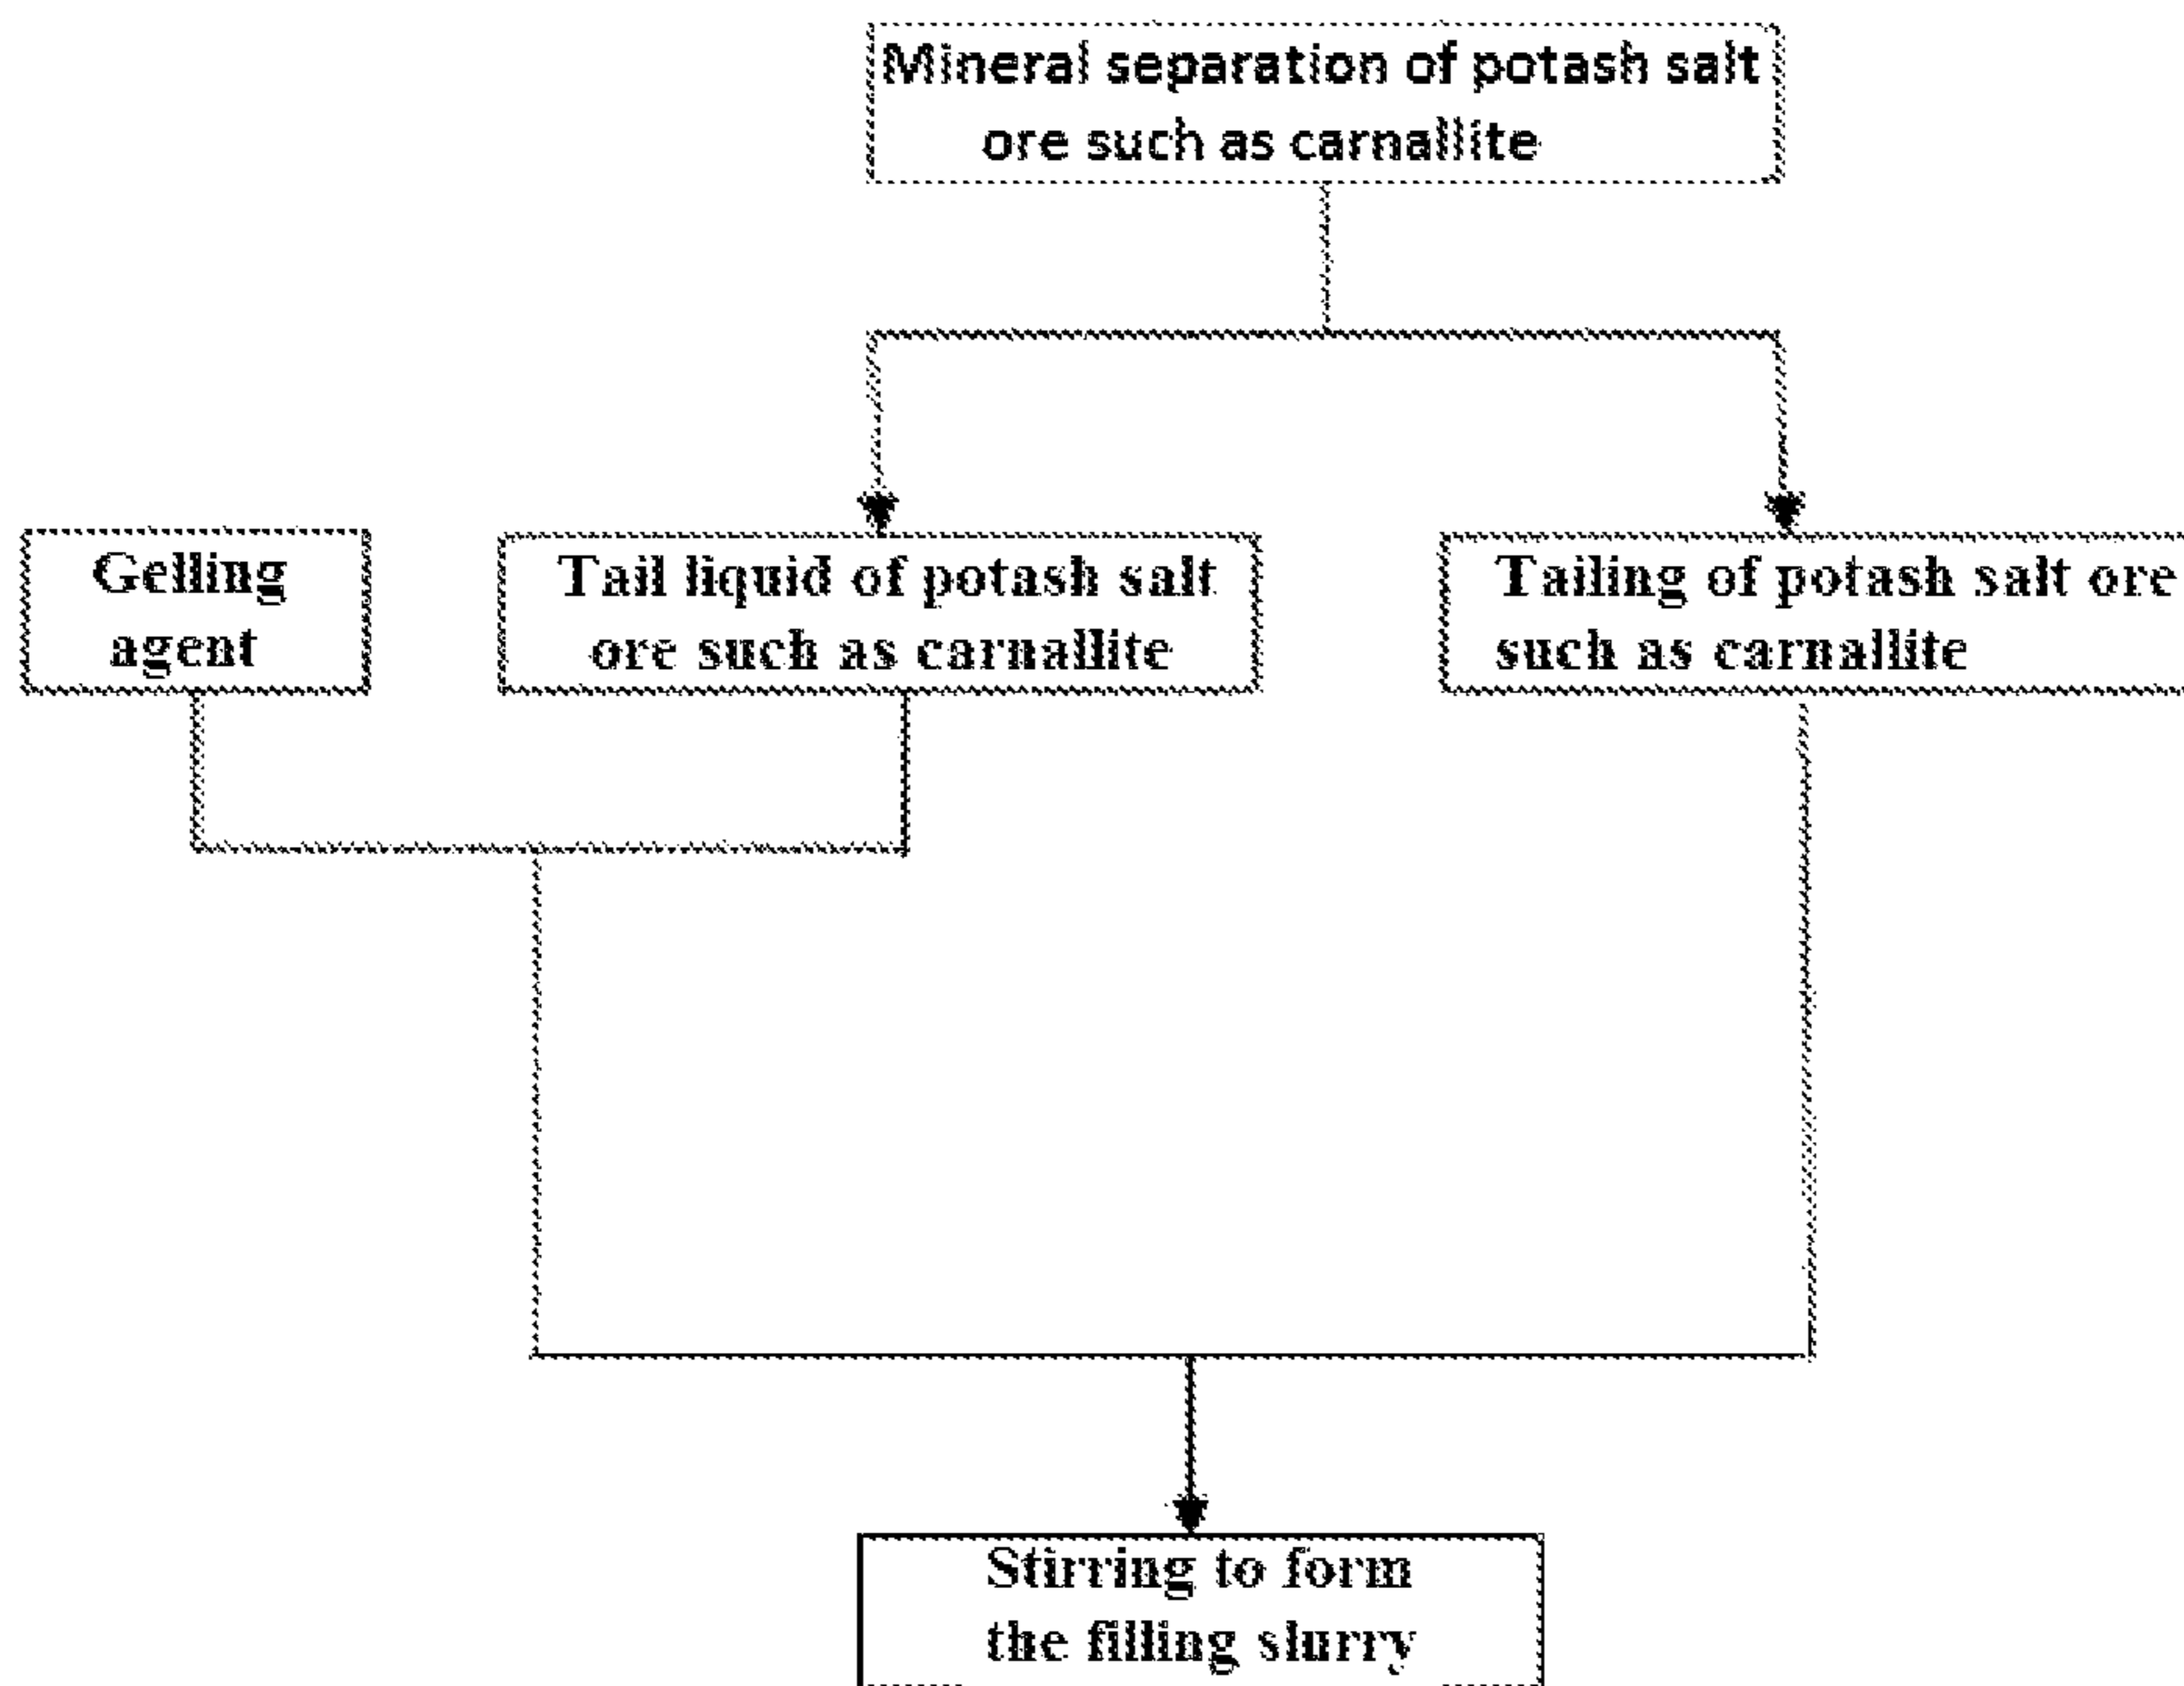 Mineral separation of potash salt
ore such as carnallite
Gelling
agent
Tail liquid of potash salt
ore such as carnallite
Tailing of potash salt ore
such as carnallite
Stirring to form
the filling slurry